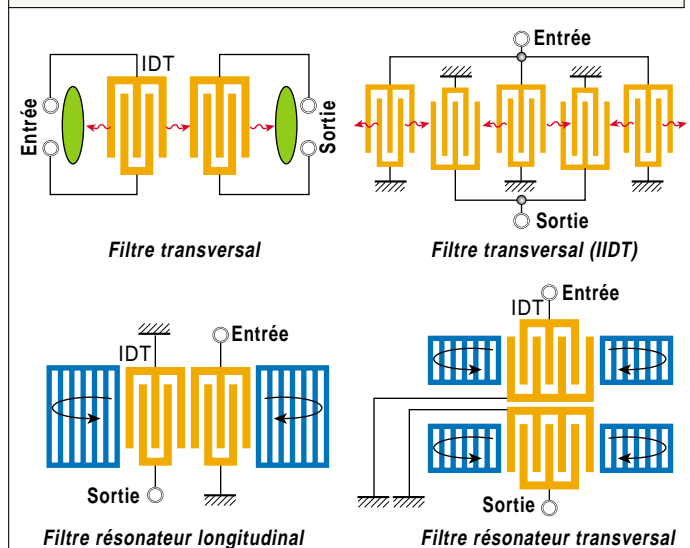 IDT
Entrée
Sortie
Filtre transversal
Entrée
Sortie
Filtre transversal (IIDT)
IDT
Entrée
Sortie
Filtre résonateur longitudinal
IDT
Entrée
Sortie
Filtre résonateur transversal